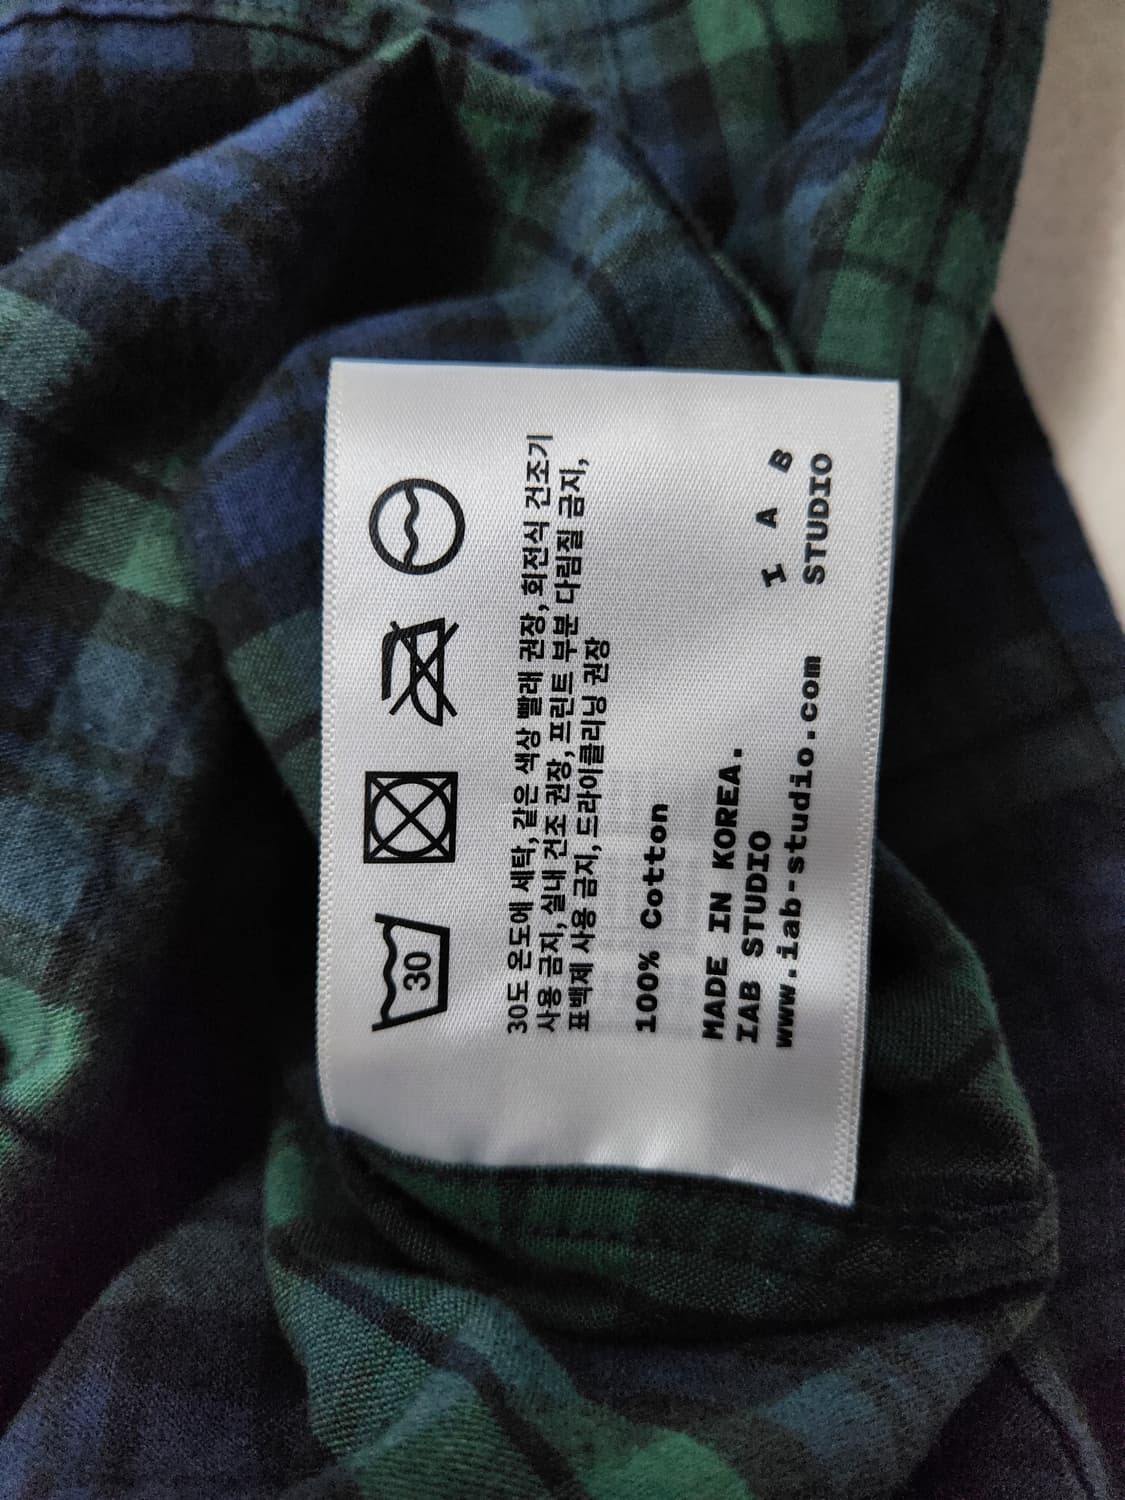 30
30도 온도에 세탁, 같은 색상 빨래 권장, 회전식 건조기
사용 금지, 실내 건조 권장, 프린트 부분 다림질 금지,
표백제 사용 금지, 드라이클리닝 권장
100% Cotton
MADE IN KOREA.
IAB STUDIO
www.iab-studio.com
I A B
STUDIO